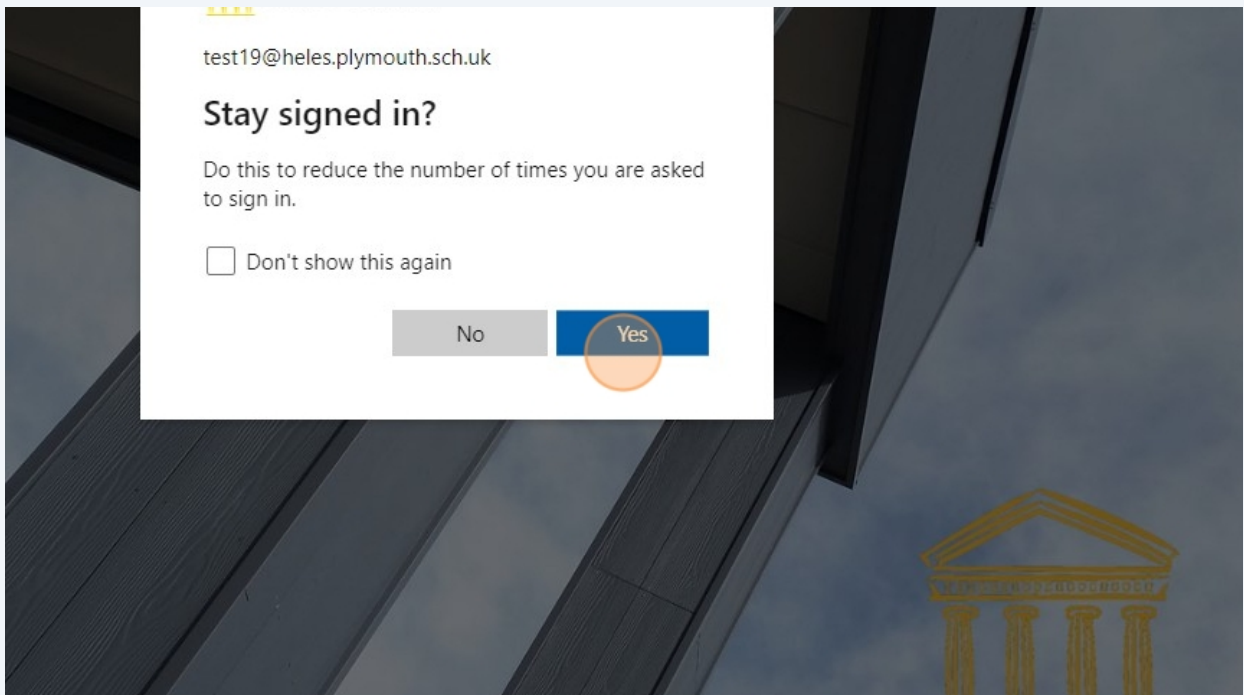 test19@heles.plymouth.sch.uk
Stay signed in?
Do this to reduce the number of times you are asked
to sign in.
Don't show this again
No
Yes